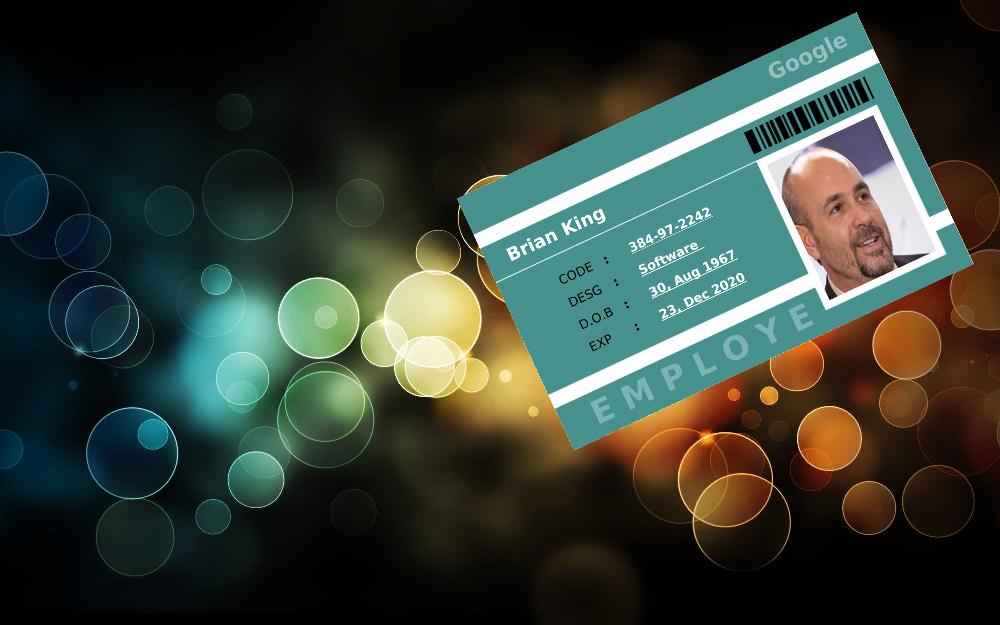 Google
Brian King
CODE : 384-97-2242
DESG : Software
D.O.B : 30, Aug 1967
EXP : 23, Dec 2020
EMPLOYE